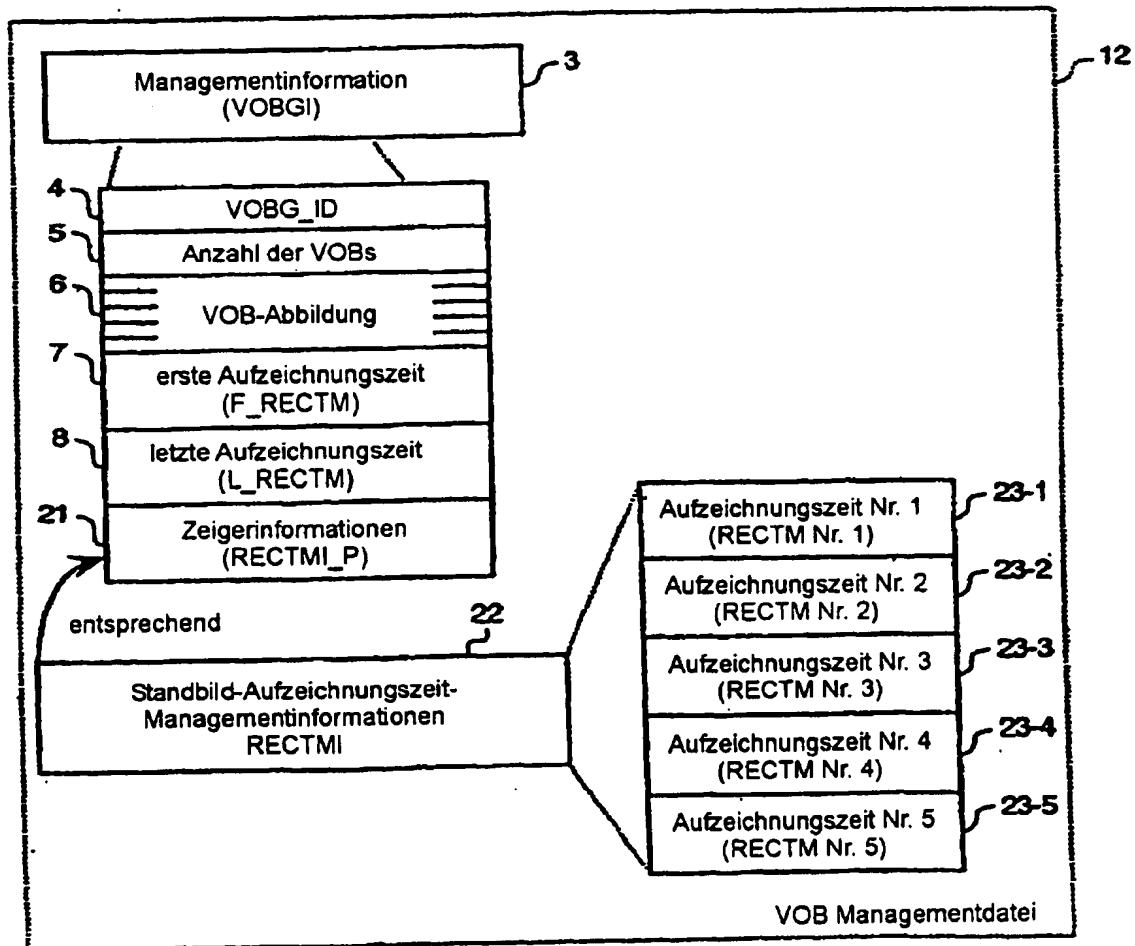 Managementinformation
(VOBGI)
3
12
4
VOBG_ID
5
Anzahl der VOBs
6
VOB-Abbildung
7
erste Aufzeichnungszeit
(F_RECTM)
8
letzte Aufzeichnungszeit
(L_RECTM)
21
Zeigerinformationen
(RECTMI_P)
entsprechend
22
Standbild-Aufzeichnungszeit-
Managementinformationen
RECTMI
Aufzeichnungszeit Nr. 1
(RECTM Nr. 1)
23-1
Aufzeichnungszeit Nr. 2
(RECTM Nr. 2)
23-2
Aufzeichnungszeit Nr. 3
(RECTM Nr. 3)
23-3
Aufzeichnungszeit Nr. 4
(RECTM Nr. 4)
23-4
Aufzeichnungszeit Nr. 5
(RECTM Nr. 5)
23-5
VOB Managementdatei